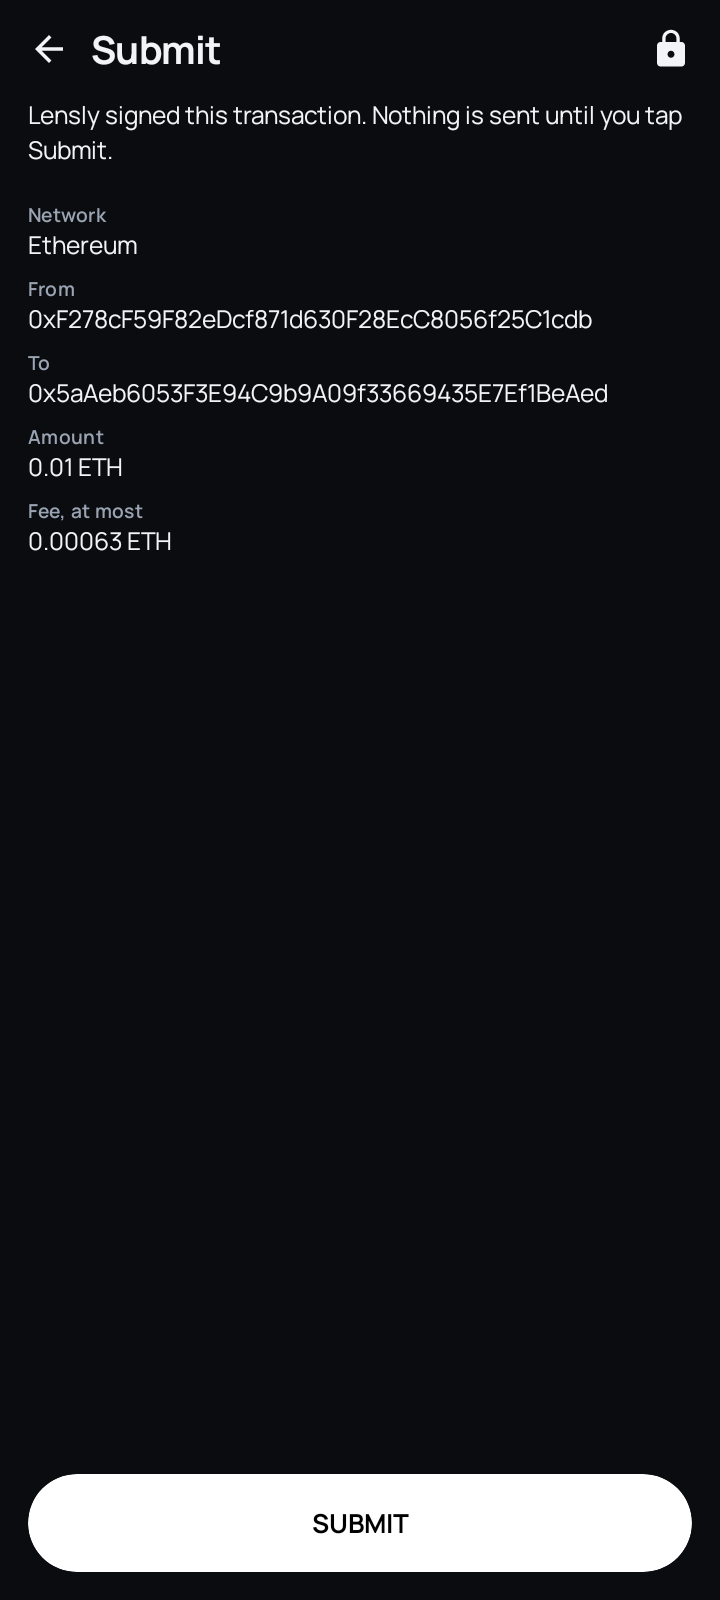 Submit
Lensly signed this transaction. Nothing is sent until you tap
Submit.
Network
Ethereum
From
0xF278cF59F82eDcf871d630F28EcC8056f25C1cdb
To
0x5aAeb6053F3E94C9b9A09f33669435E7Ef1BeAed
Amount
0.01 ETH
Fee, at most
0.00063 ETH
SUBMIT